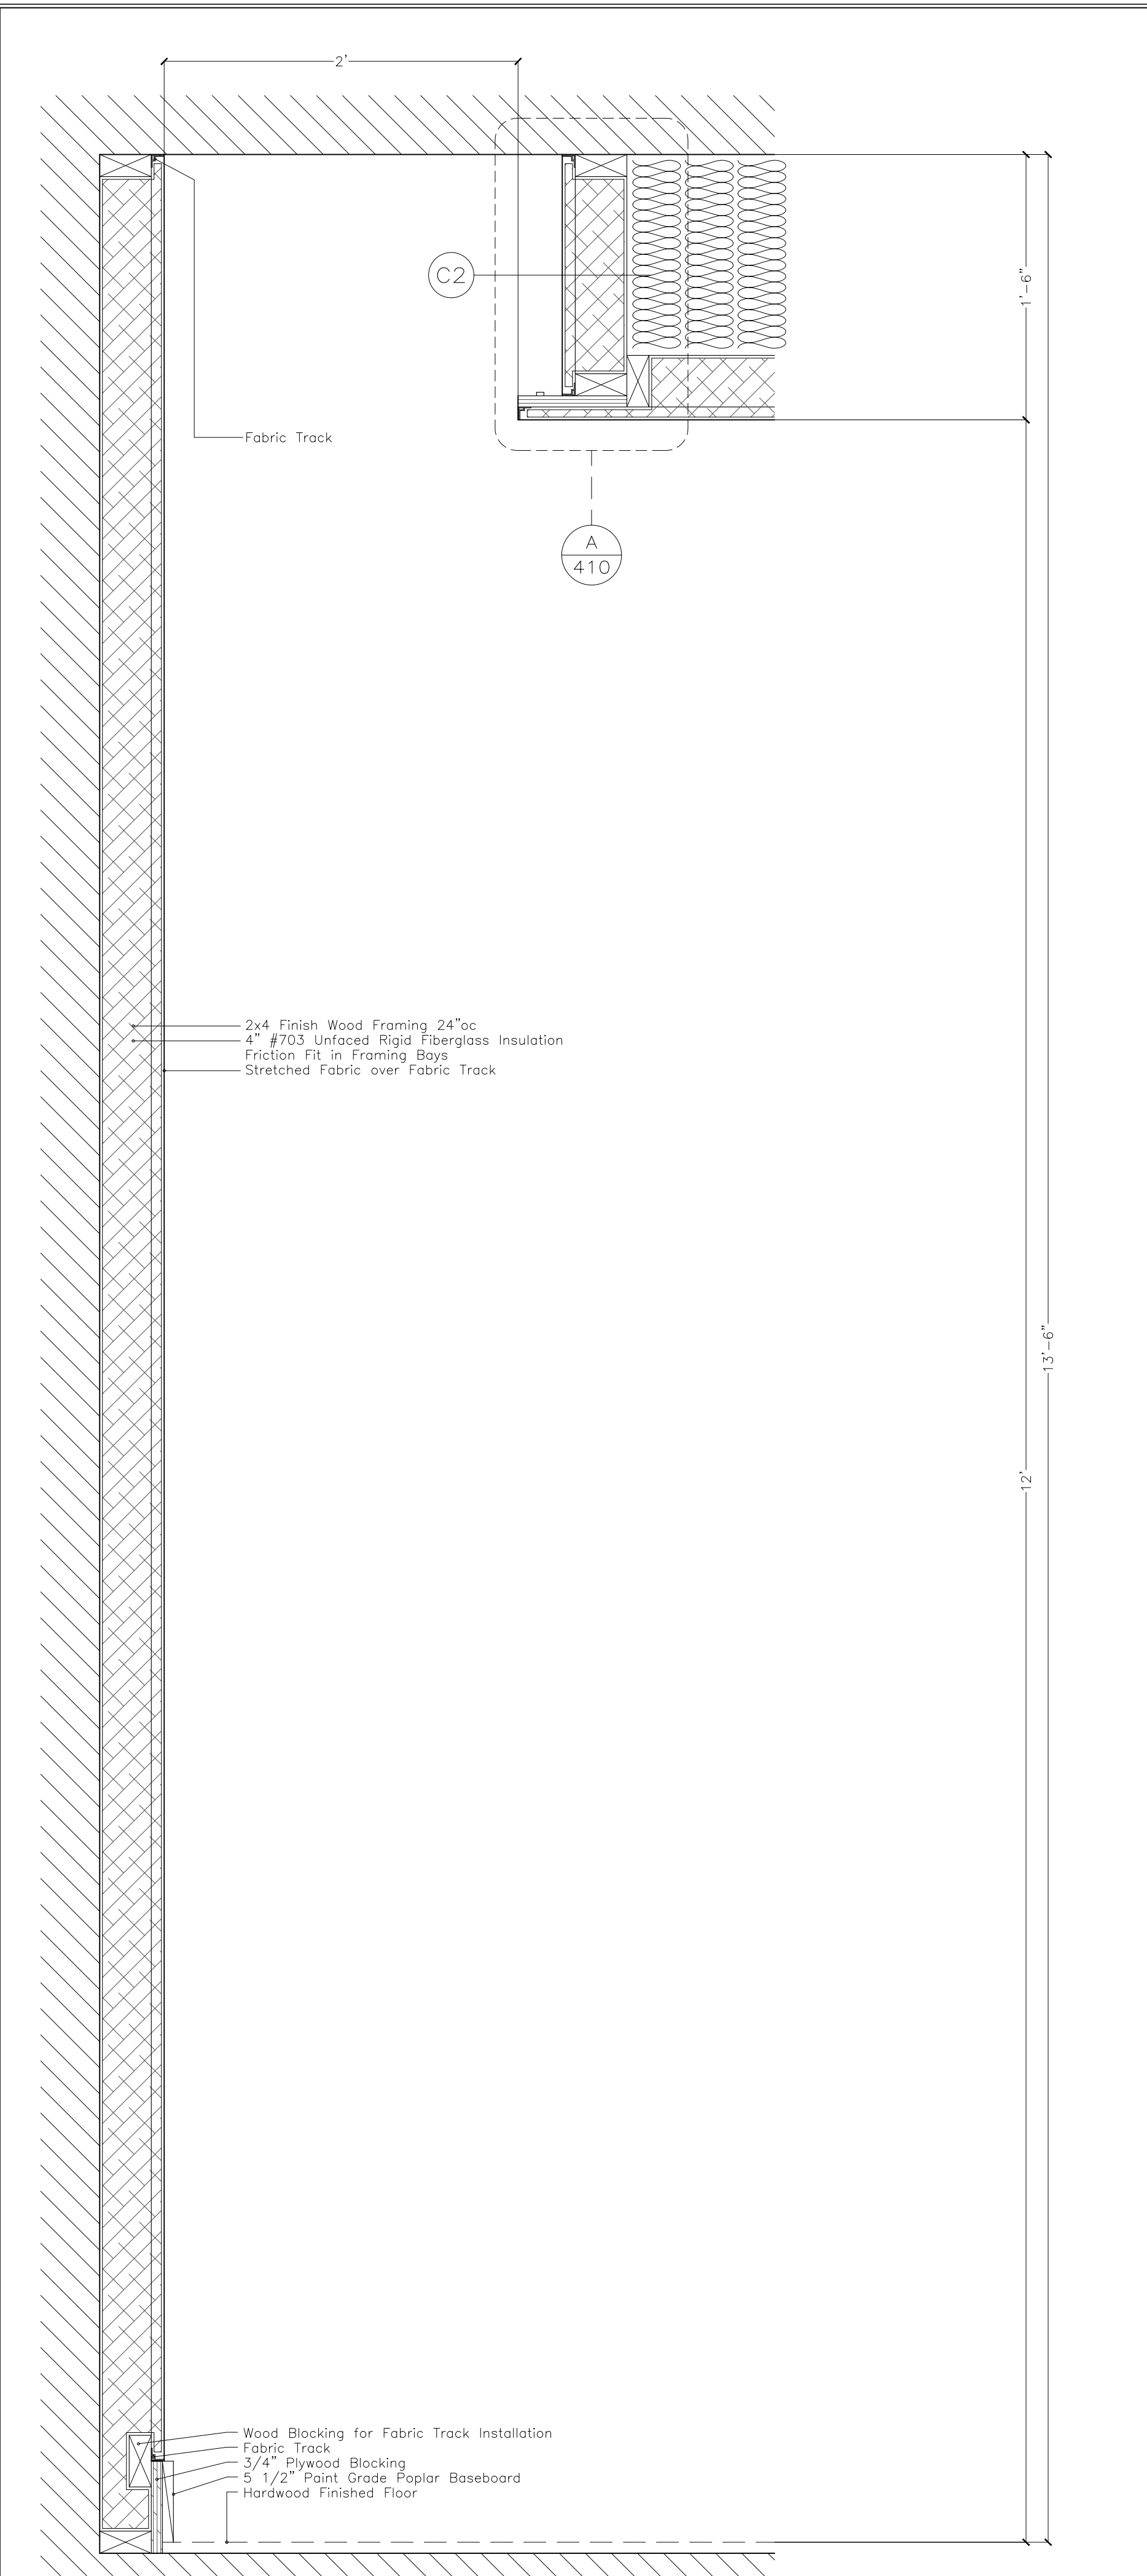 2'
C2
1'-6"
Fabric Track
A
410
2x4 Finish Wood Framing 24"oc
4" #703 Unfaced Rigid Fiberglass Insulation
Friction Fit in Framing Bays
Stretched Fabric over Fabric Track
13'-6"
12'
Wood Blocking for Fabric Track Installation
Fabric Track
3/4" Plywood Blocking
5 1/2" Paint Grade Poplar Baseboard
Hardwood Finished Floor